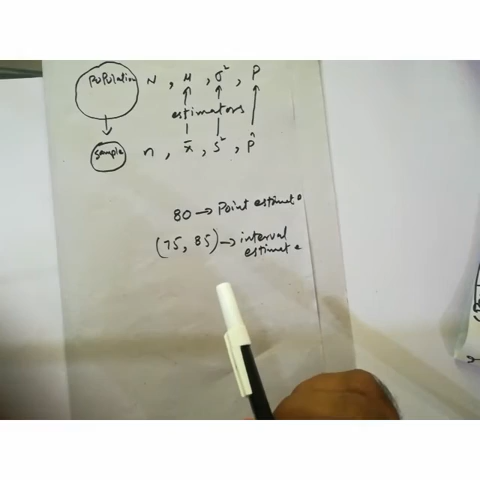 population N, μ, σ², P
estimators
sample n, x̄, s², p̂
80 → Point estimate
(75, 85) → interval
estimate